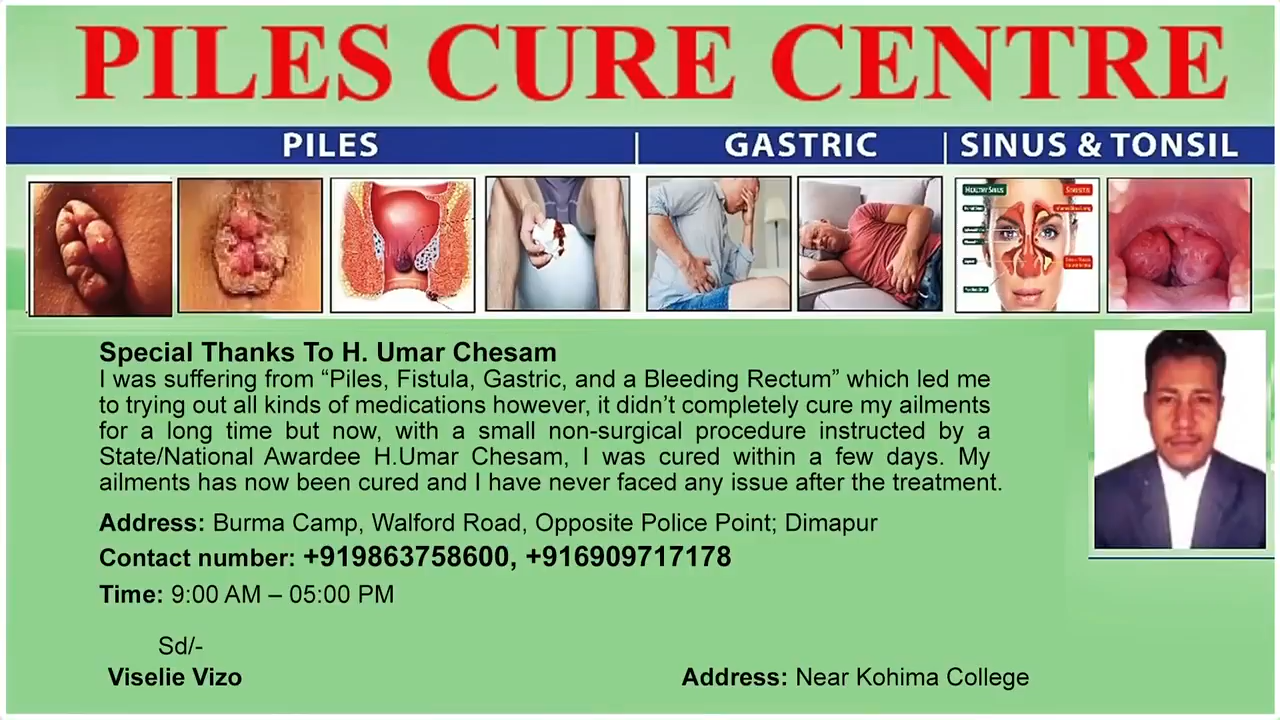 PILES CURE CENTRE
PILES | GASTRIC | SINUS & TONSIL
HEALTHY SINUS
SINUSITIS
Special Thanks To H. Umar Chesam
I was suffering from “Piles, Fistula, Gastric, and a Bleeding Rectum” which led me
to trying out all kinds of medications however, it didn’t completely cure my ailments
for a long time but now, with a small non-surgical procedure instructed by a
State/National Awardee H.Umar Chesam, I was cured within a few days. My
ailments has now been cured and I have never faced any issue after the treatment.
Address: Burma Camp, Walford Road, Opposite Police Point; Dimapur
Contact number: +919863758600, +916909717178
Time: 9:00 AM – 05:00 PM
Sd/-
Viselie Vizo
Address: Near Kohima College